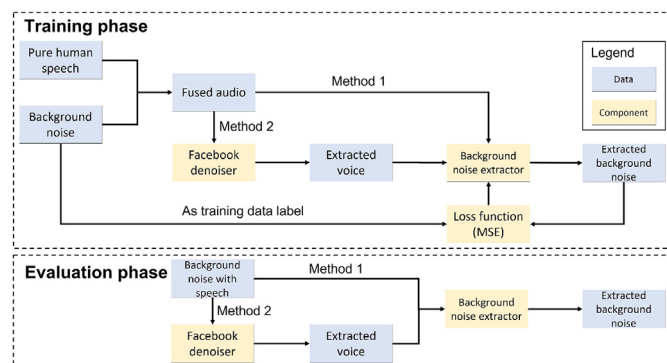 Training phase
Pure human
speech
Background
noise
Fused audio
Method 1
Method 2
Facebook
denoiser
Extracted
voice
Background
noise extractor
Extracted
background
noise
As training data label
Loss function
(MSE)
Legend
Data
Component
Evaluation phase
Background
noise with
speech
Method 1
Method 2
Facebook
denoiser
Extracted
voice
Background
noise extractor
Extracted
background
noise